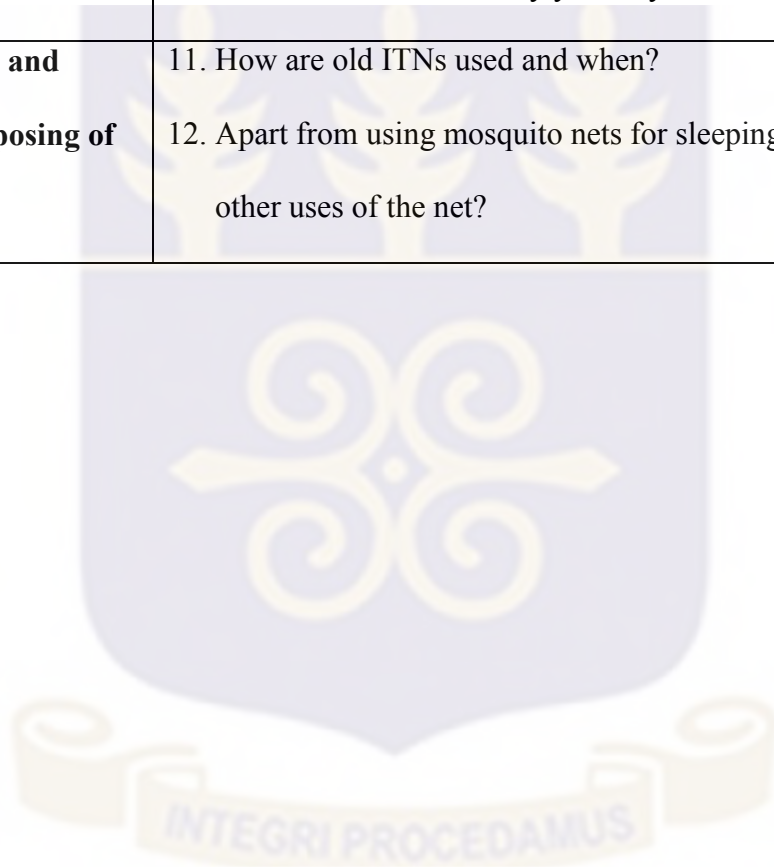 and
11. How are old ITNs used and when?
posing of
12. Apart from using mosquito nets for sleeping
other uses of the net?
INTEGRI PROCEDAMUS